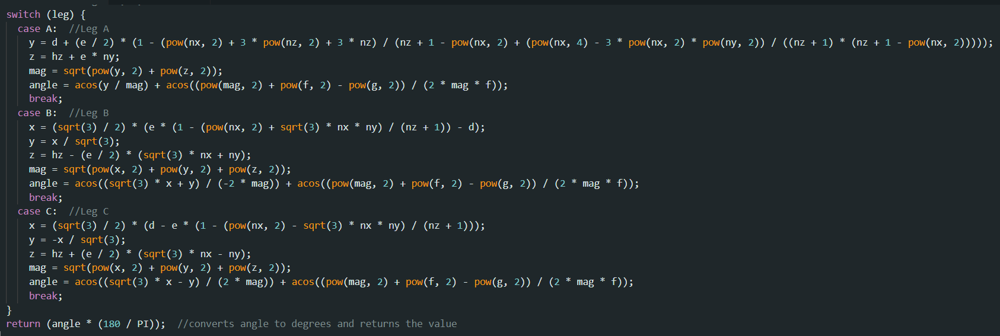 switch (leg) {
case A:  //Leg A
y = d + (e / 2) * (1 - (pow(nx, 2) + 3 * pow(nz, 2) + 3 * nz) / (nz + 1 - pow(nx, 2) + (pow(nx, 4) - 3 * pow(nx, 2) * pow(ny, 2)) / ((nz + 1) * (nz + 1 - pow(nx, 2)))));
z = hz + e * ny;
mag = sqrt(pow(y, 2) + pow(z, 2));
angle = acos(y / mag) + acos((pow(mag, 2) + pow(f, 2) - pow(g, 2)) / (2 * mag * f));
break;
case B:  //Leg B
x = (sqrt(3) / 2) * (e * (1 - (pow(nx, 2) + sqrt(3) * nx * ny) / (nz + 1)) - d);
y = x / sqrt(3);
z = hz - (e / 2) * (sqrt(3) * nx + ny);
mag = sqrt(pow(x, 2) + pow(y, 2) + pow(z, 2));
angle = acos((sqrt(3) * x + y) / (-2 * mag)) + acos((pow(mag, 2) + pow(f, 2) - pow(g, 2)) / (2 * mag * f));
break;
case C:  //Leg C
x = (sqrt(3) / 2) * (d - e * (1 - (pow(nx, 2) - sqrt(3) * nx * ny) / (nz + 1)));
y = -x / sqrt(3);
z = hz + (e / 2) * (sqrt(3) * nx - ny);
mag = sqrt(pow(x, 2) + pow(y, 2) + pow(z, 2));
angle = acos((sqrt(3) * x - y) / (2 * mag)) + acos((pow(mag, 2) + pow(f, 2) - pow(g, 2)) / (2 * mag * f));
break;
}
return (angle * (180 / PI));  //converts angle to degrees and returns the value